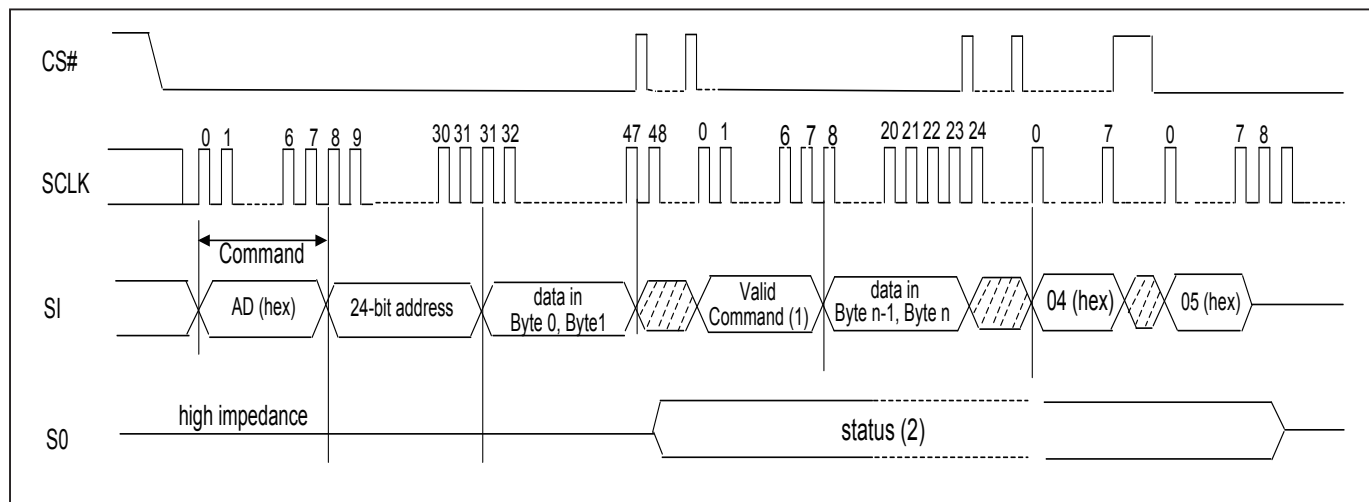 CS#
0 1 6 7 8 9 30 31 31 32 47 48 0 1 6 7 8 20 21 22 23 24 0 7 0 7 8
SCLK
Command
SI
AD (hex)
24-bit address
data in
Byte 0, Byte1
Valid
Command (1)
data in
Byte n-1, Byte n
04 (hex)
05 (hex)
high impedance
S0
status (2)